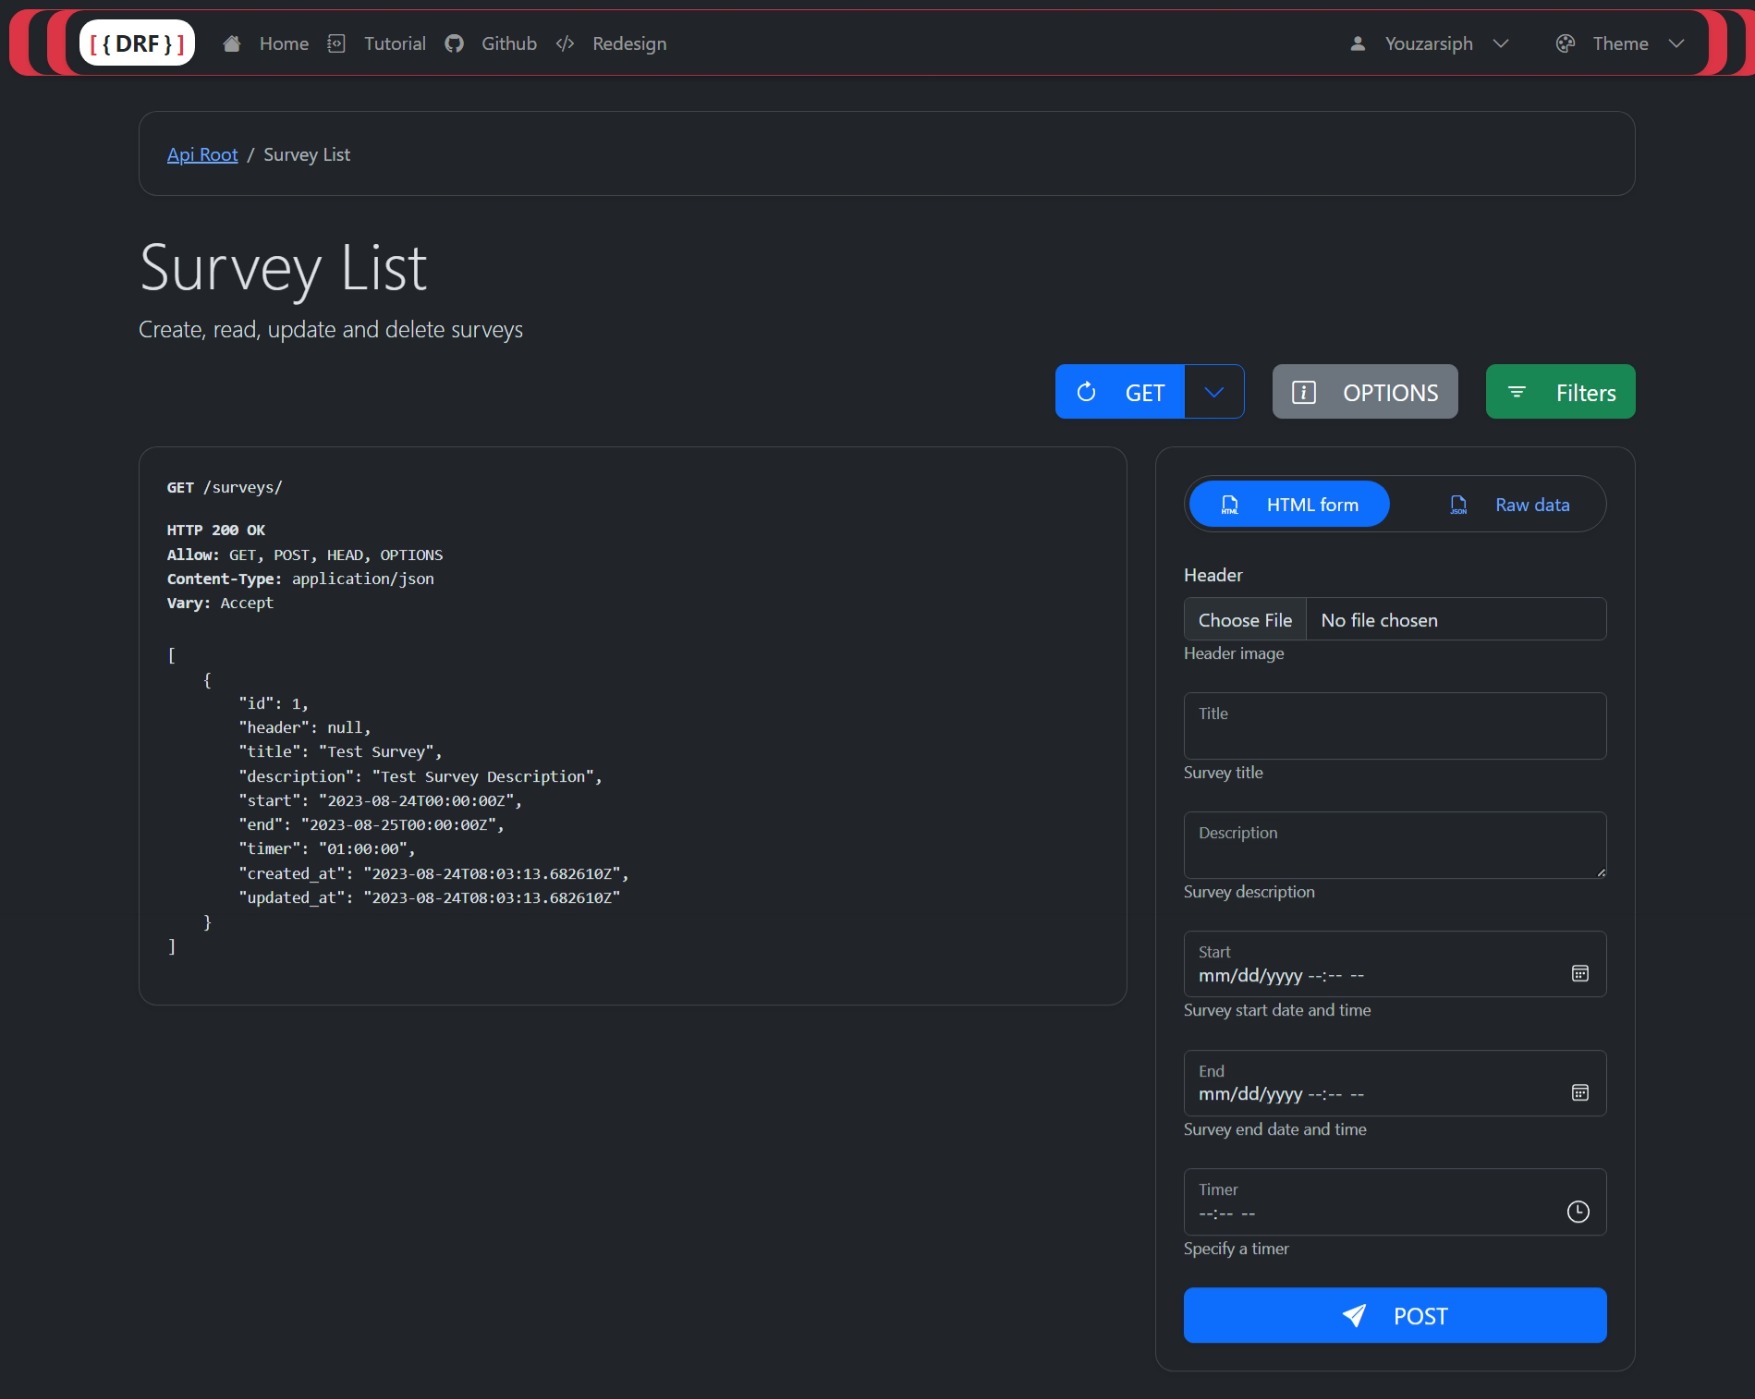 [ { DRF } ] Home Tutorial Github Redesign Youzarsiph Theme
Api Root / Survey List
Survey List
Create, read, update and delete surveys
GET OPTIONS Filters
GET /surveys/
HTTP 200 OK
Allow: GET, POST, HEAD, OPTIONS
Content-Type: application/json
Vary: Accept
[
    {
        "id": 1,
        "header": null,
        "title": "Test Survey",
        "description": "Test Survey Description",
        "start": "2023-08-24T00:00:00Z",
        "end": "2023-08-25T00:00:00Z",
        "timer": "01:00:00",
        "created_at": "2023-08-24T08:03:13.682610Z",
        "updated_at": "2023-08-24T08:03:13.682610Z"
    }
]
HTML HTML form JSON Raw data
Header
Choose File No file chosen
Header image
Title
Survey title
Description
Survey description
Start
mm/dd/yyyy --:-- --
Survey start date and time
End
mm/dd/yyyy --:-- --
Survey end date and time
Timer
--:-- --
Specify a timer
POST